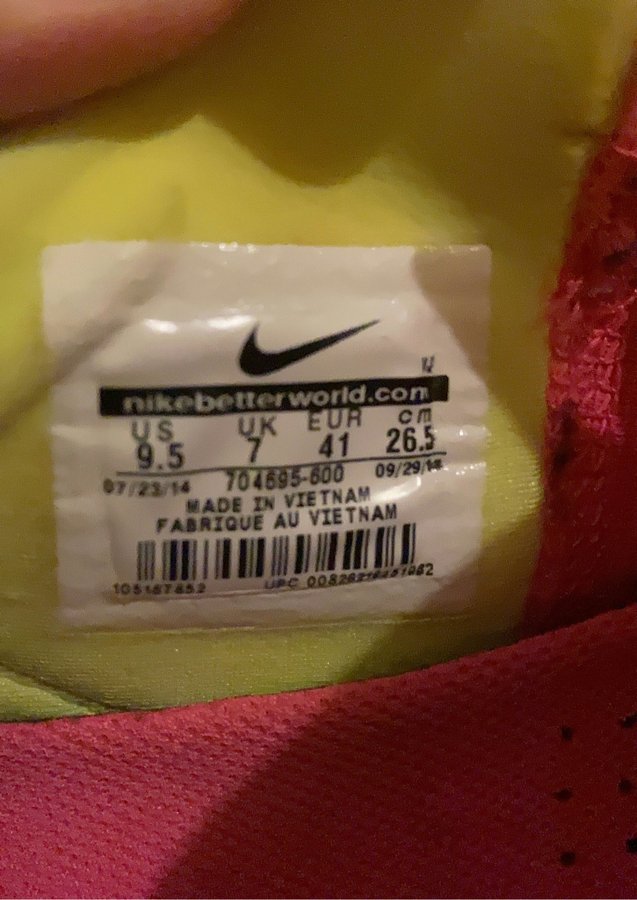 W
nikebetterworld.com
US UK EUR cm
9.5 7 41 26.5
07/23/14 704695-600 09/29/14
MADE IN VIETNAM
FABRIQUE AU VIETNAM
UPC